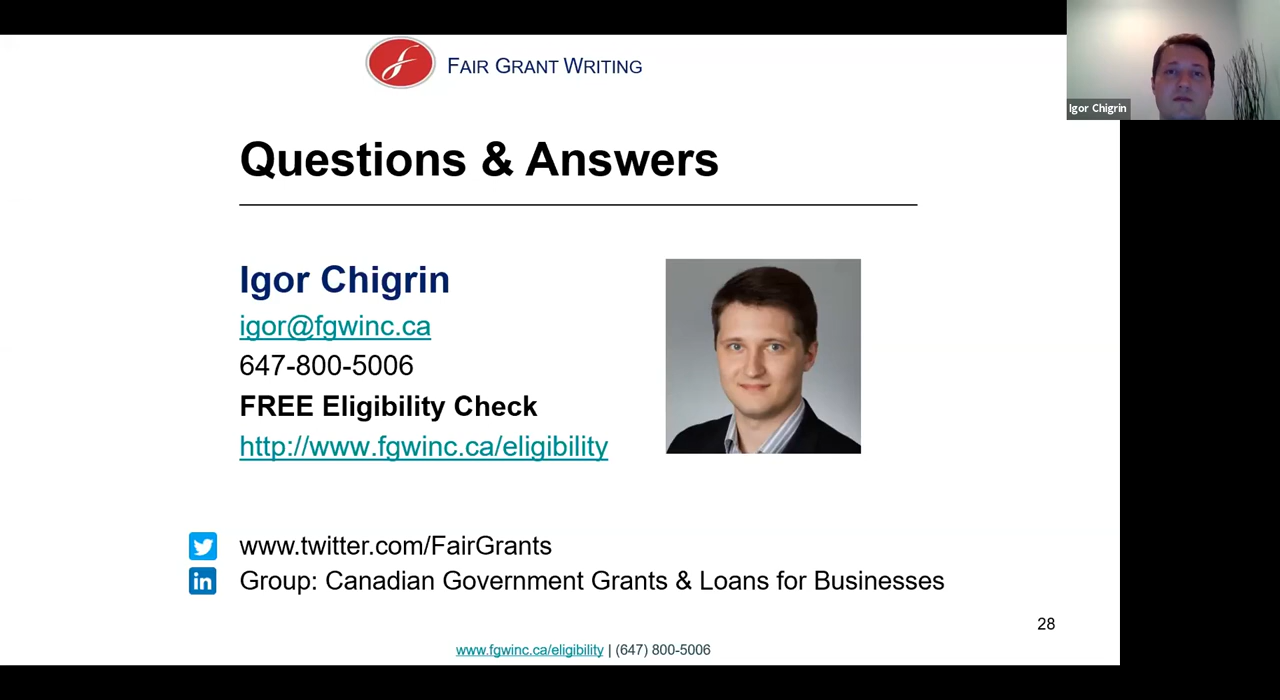 FAIR GRANT WRITING
Igor Chigrin
Questions & Answers
Igor Chigrin
igor@fgwinc.ca
647-800-5006
FREE Eligibility Check
http://www.fgwinc.ca/eligibility
www.twitter.com/FairGrants
in Group: Canadian Government Grants & Loans for Businesses
28
www.fgwinc.ca/eligibility | (647) 800-5006